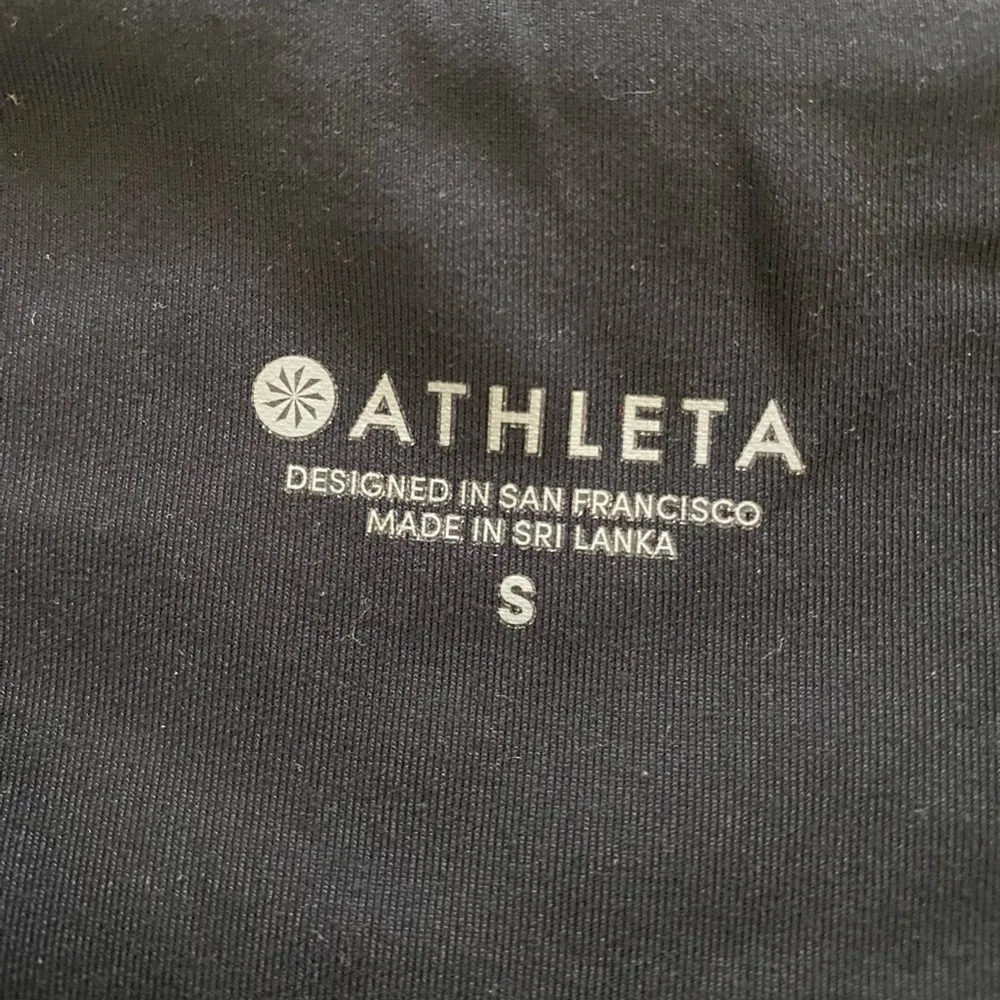 ATHLETA
DESIGNED IN SAN FRANCISCO
MADE IN SRI LANKA
S